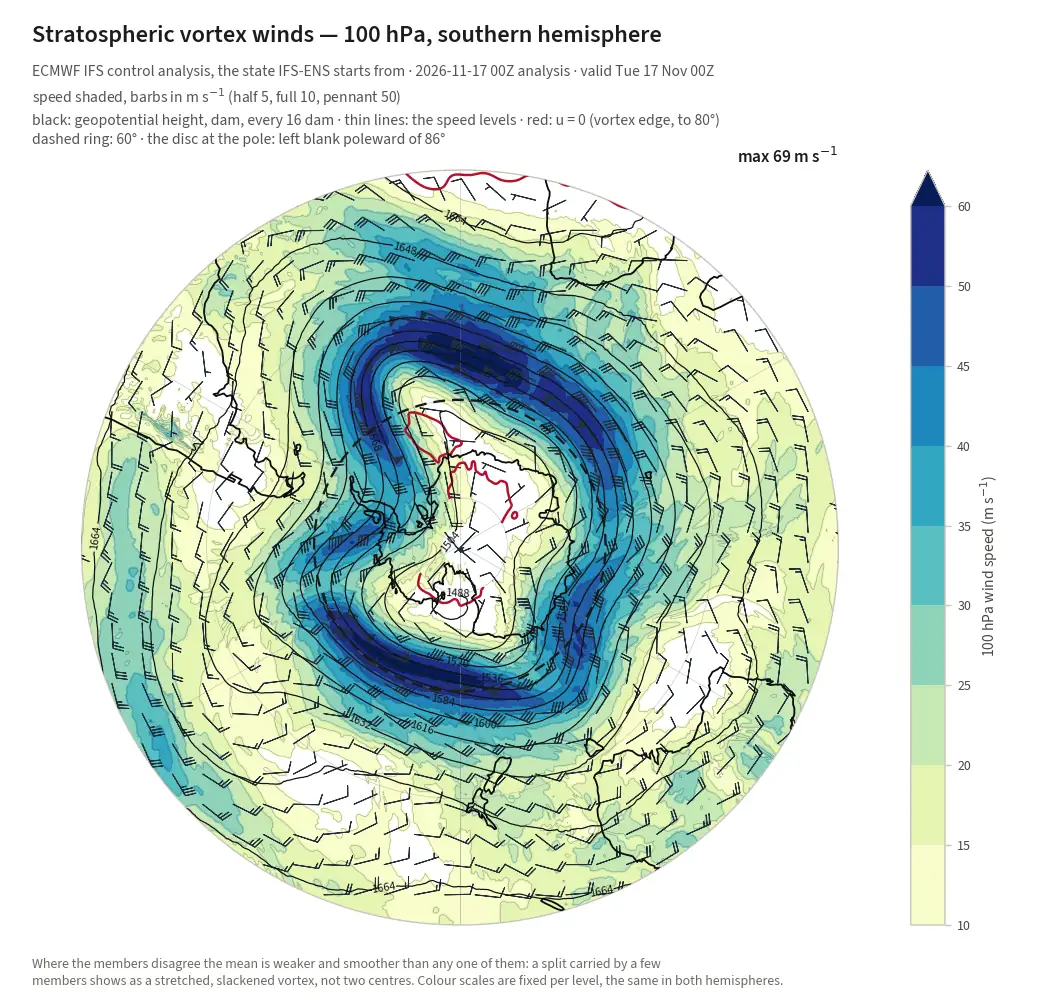 Stratospheric vortex winds — 100 hPa, southern hemisphere
ECMWF IFS control analysis, the state IFS-ENS starts from · 2026-11-17 00Z analysis · valid Tue 17 Nov 00Z
speed shaded, barbs in m s⁻¹ (half 5, full 10, pennant 50)
black: geopotential height, dam, every 16 dam · thin lines: the speed levels · red: u = 0 (vortex edge, to 80°)
dashed ring: 60° · the disc at the pole: left blank poleward of 86°
max 69 m s⁻¹
60
50
45
40
35
30
25
20
15
10
100 hPa wind speed (m s⁻¹)
1648
1664
1504
1488
1536
1584
1600
1616
1632
1664
1664
Where the members disagree the mean is weaker and smoother than any one of them: a split carried by a few
members shows as a stretched, slackened vortex, not two centres. Colour scales are fixed per level, the same in both hemispheres.